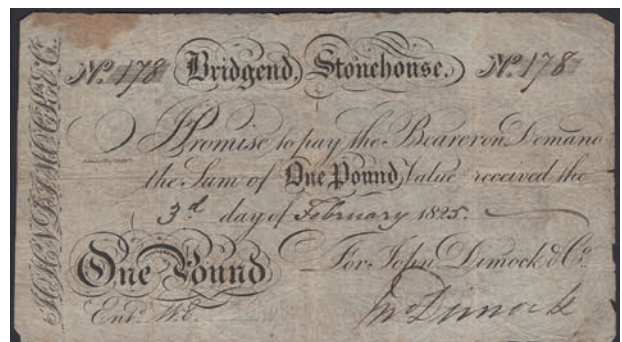 No. 178 Bridgend, Stonehouse. No. 178
I Promise to pay the Bearer on Demand
the Sum of One Pound Value received the
3d day of February 1825.
One Pound For John Dimock & Co.
Entd. W.E. Jno Dimock